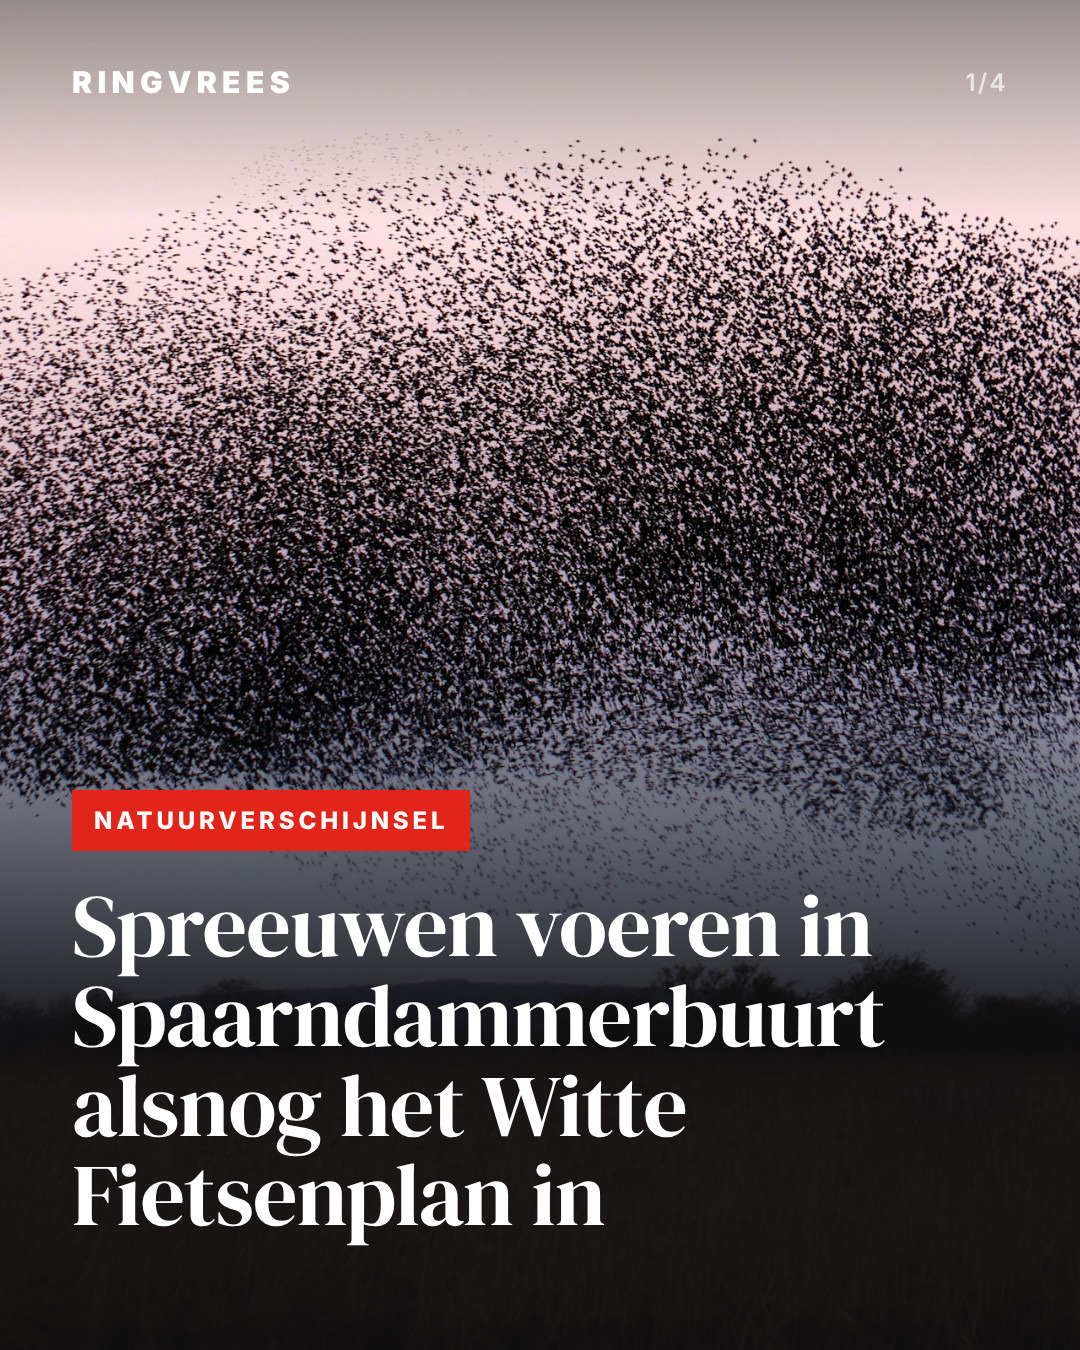 RINGVREES
1/4
NATUURVERSCHIJNSEL
Spreeuwen voeren in
Spaarndammerbuurt
alsnog het Witte
Fietsenplan in